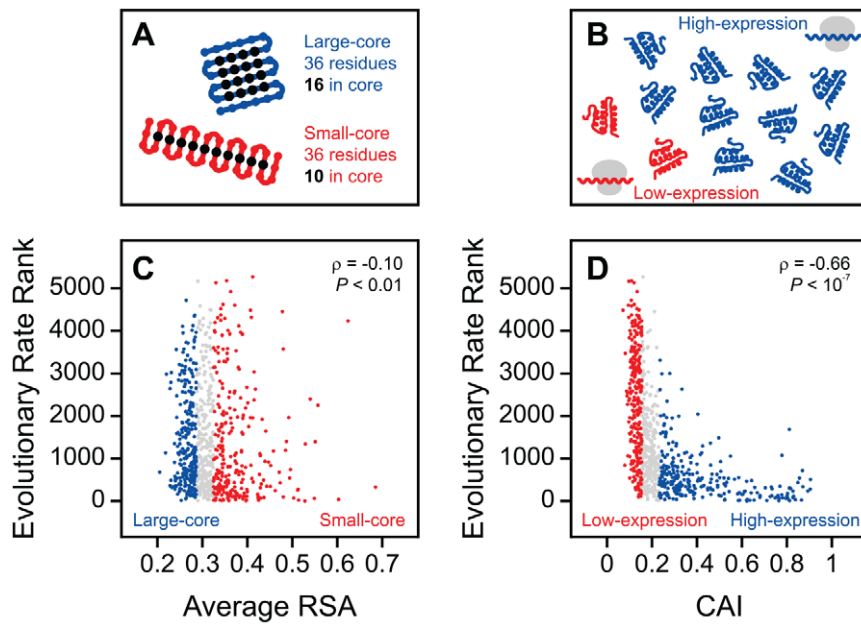 A
Large-core
36 residues
16 in core
Small-core
36 residues
10 in core
B
High-expression
Low-expression
C
ρ = -0.10
P < 0.01
Evolutionary Rate Rank
5000
4000
3000
2000
1000
0
Large-core
Small-core
0.2 0.3 0.4 0.5 0.6 0.7
Average RSA
D
ρ = -0.66
P < 10-7
Evolutionary Rate Rank
5000
4000
3000
2000
1000
0
Low-expression
High-expression
0 0.2 0.4 0.6 0.8 1
CAI